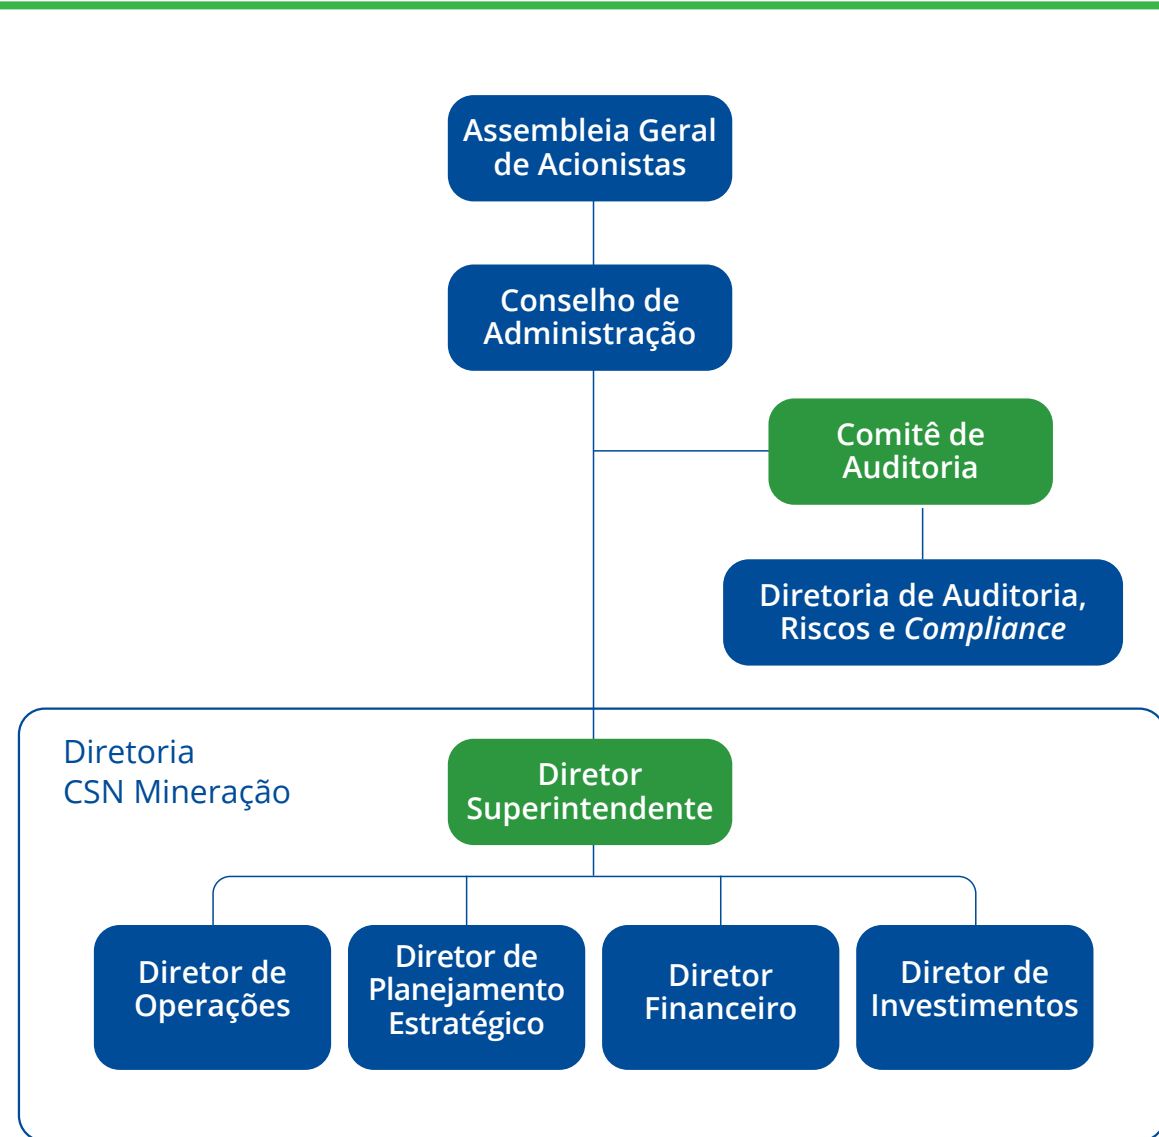 Assembleia Geral
de Acionistas
Conselho de
Administração
Comitê de
Auditoria
Diretoria de Auditoria,
Riscos e Compliance
Diretoria
CSN Mineração
Diretor
Superintendente
Diretor de
Operações
Diretor de
Planejamento
Estratégico
Diretor
Financeiro
Diretor de
Investimentos